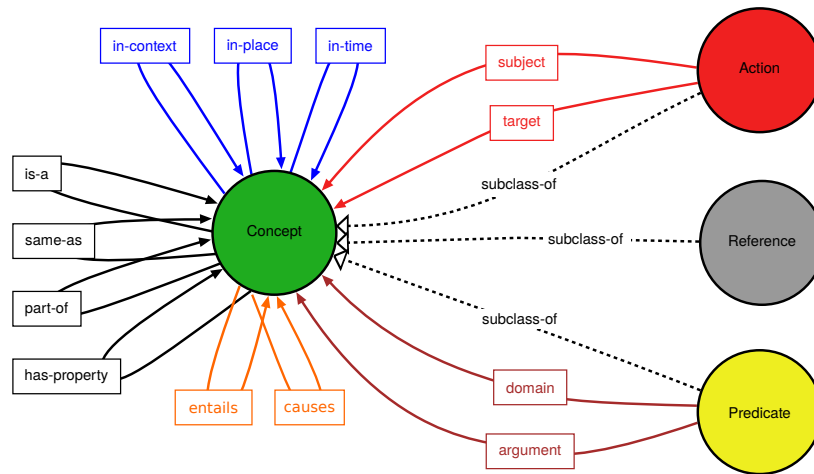 in-context
in-place
in-time
subject
Action
target
is-a
subclass-of
same-as
Concept
subclass-of
Reference
part-of
subclass-of
has-property
entails
causes
domain
Predicate
argument